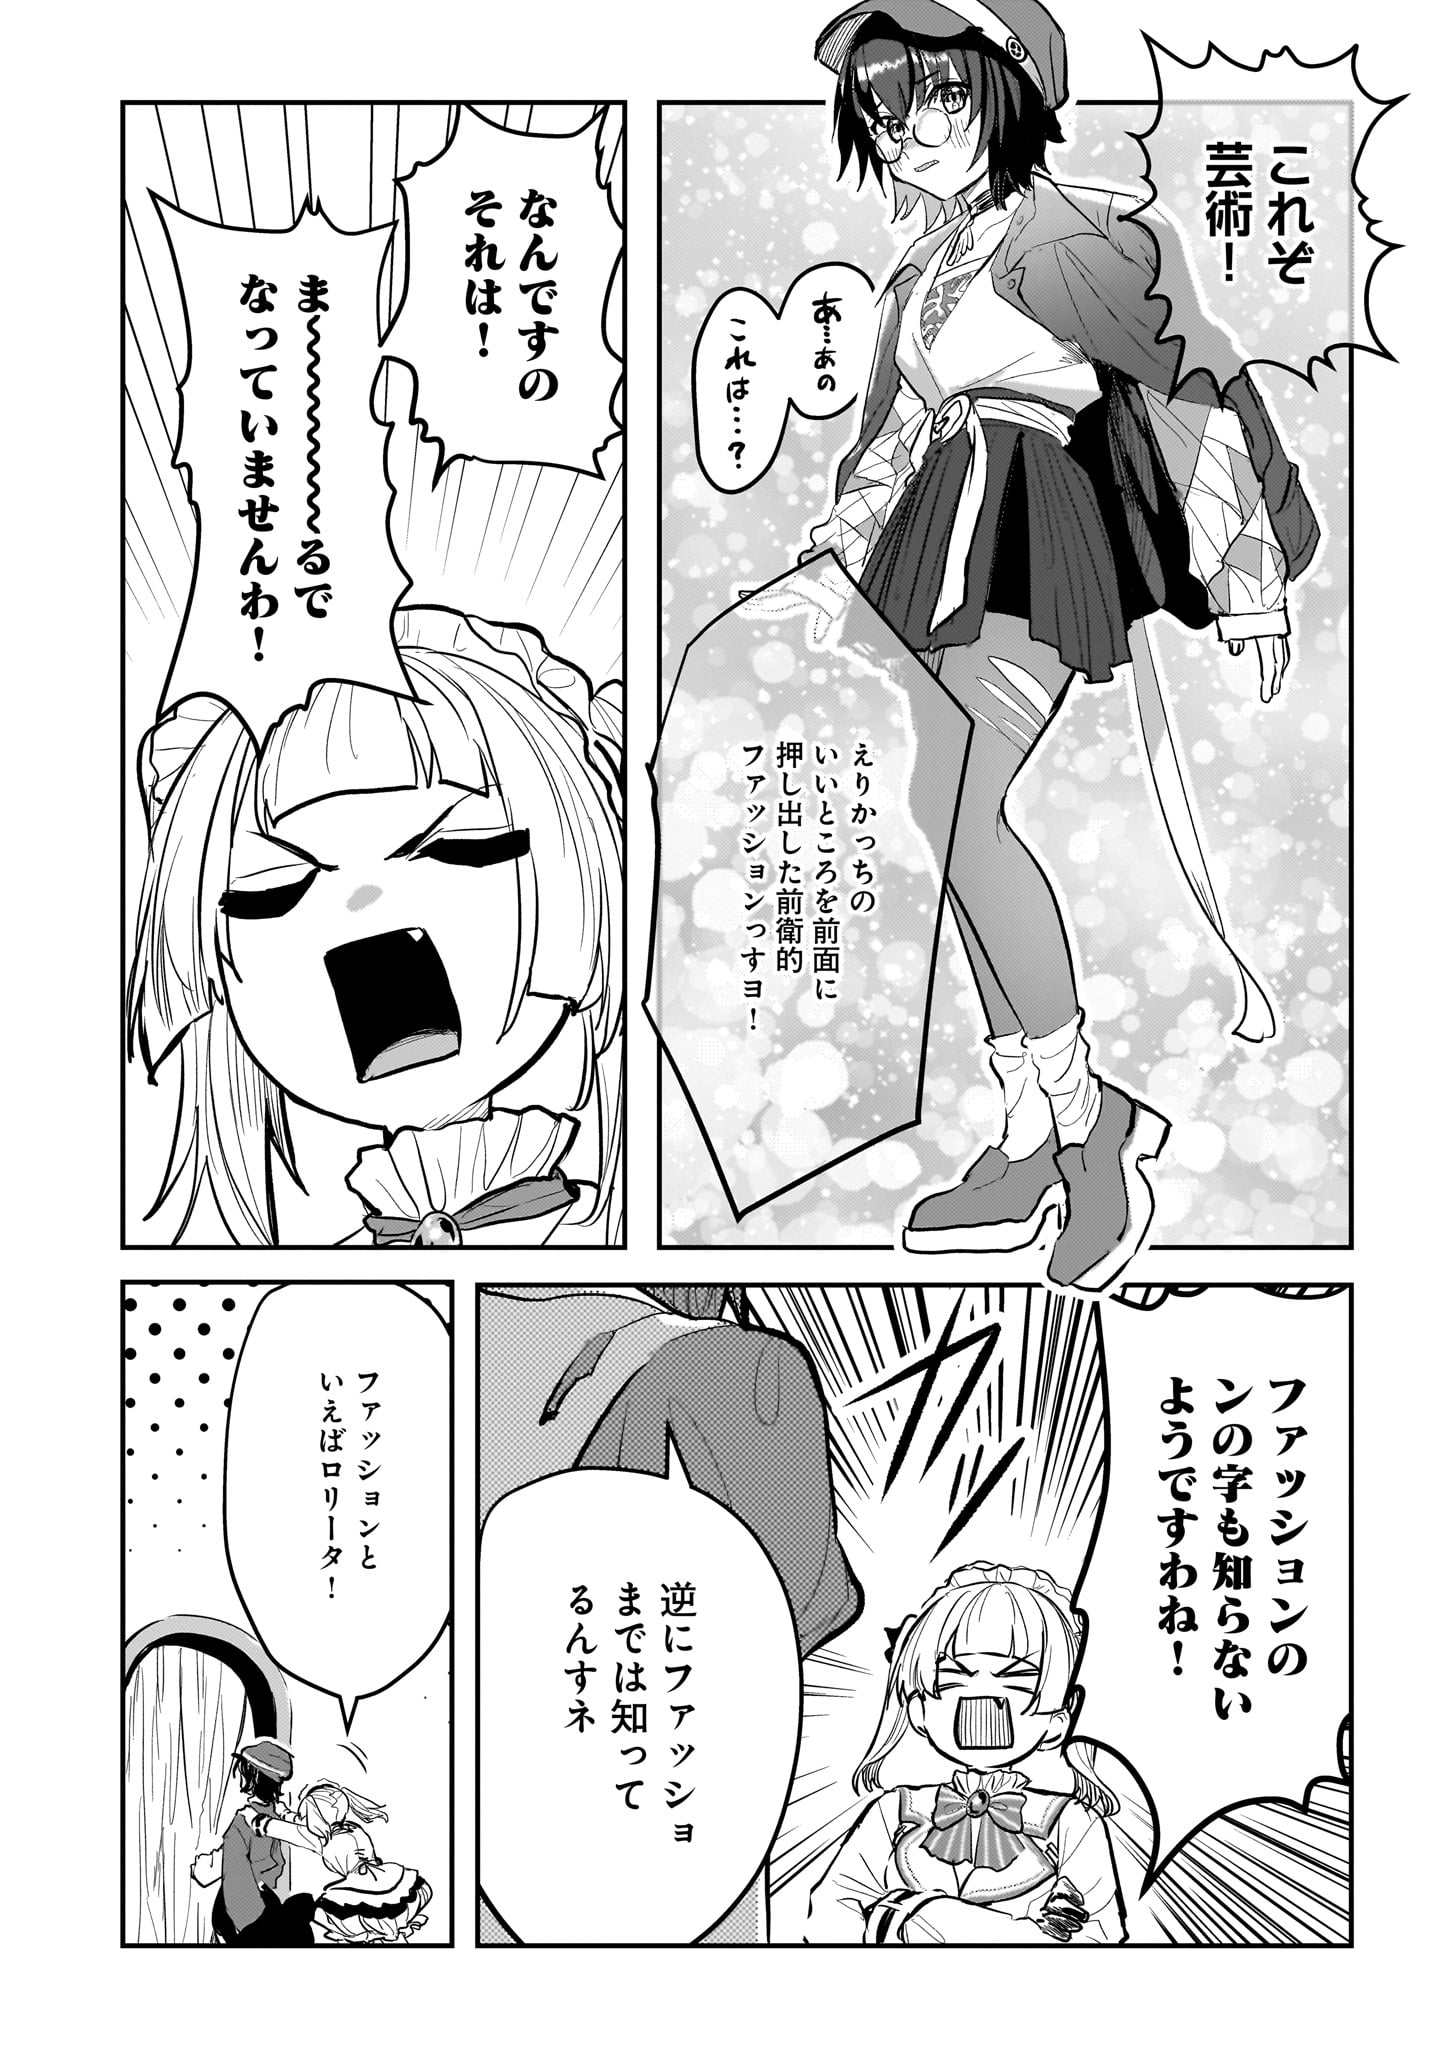 これぞ
芸術！
あ…あの
これは…？
えりかっちの
いいところを前面に
押し出した前衛的
ファッションっすヨ！
なんですの
それは！
ま〜〜〜〜るで
なっていませんわ！
ファッションの
ンの字も知らない
ようですわね！
クワッ
逆にファッショ
までは知って
るんすネ
ファッションと
いえばロリータ！